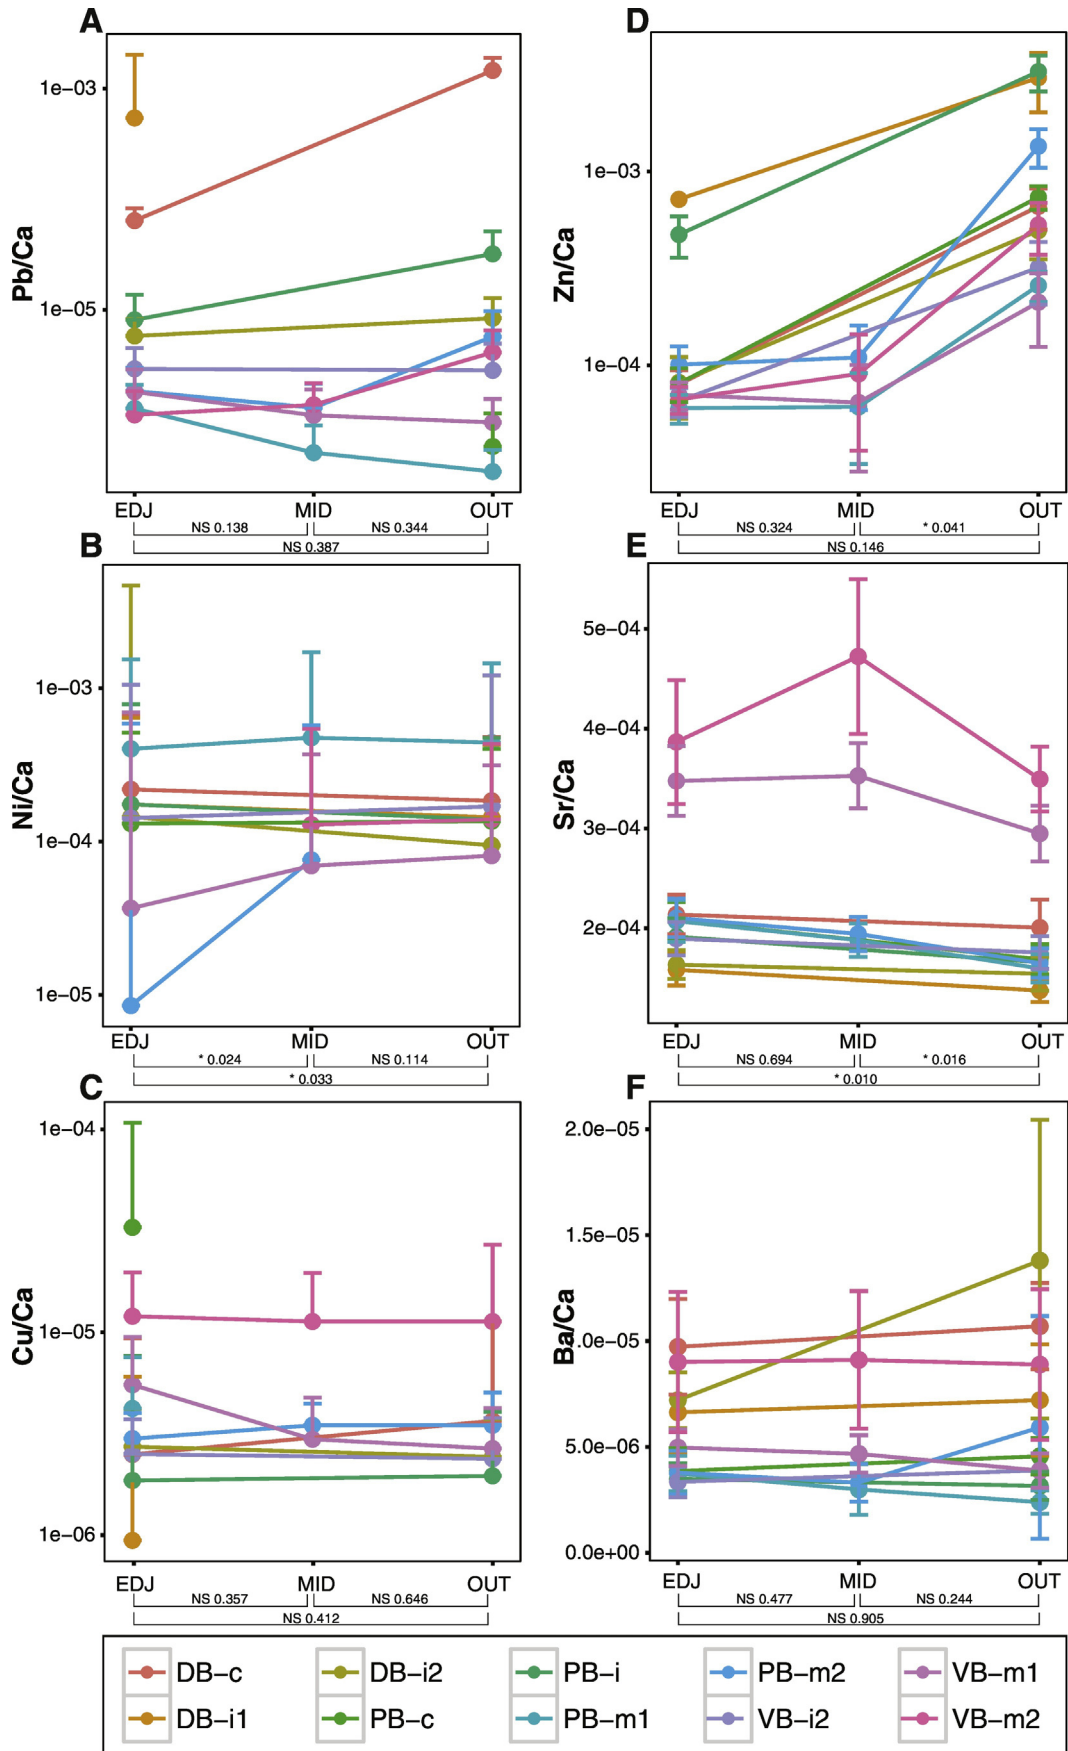 A
Pb/Ca
1e−03
1e−05
EDJ MID OUT
NS 0.138 NS 0.344
NS 0.387
D
Zn/Ca
1e−03
1e−04
EDJ MID OUT
NS 0.324 * 0.041
NS 0.146
B
Ni/Ca
1e−03
1e−04
1e−05
EDJ MID OUT
* 0.024 NS 0.114
* 0.033
E
Sr/Ca
5e−04
4e−04
3e−04
2e−04
EDJ MID OUT
NS 0.694 * 0.016
* 0.010
C
Cu/Ca
1e−04
1e−05
1e−06
EDJ MID OUT
NS 0.357 NS 0.646
NS 0.412
F
Ba/Ca
2.0e−05
1.5e−05
.0e−05
5.0e−06
0.0e+00
EDJ MID OUT
NS 0.477 NS 0.244
NS 0.905
DB−c DB−i2 PB−i PB−m2 VB−m1
DB−i1 PB−c PB−m1 VB−i2 VB−m2